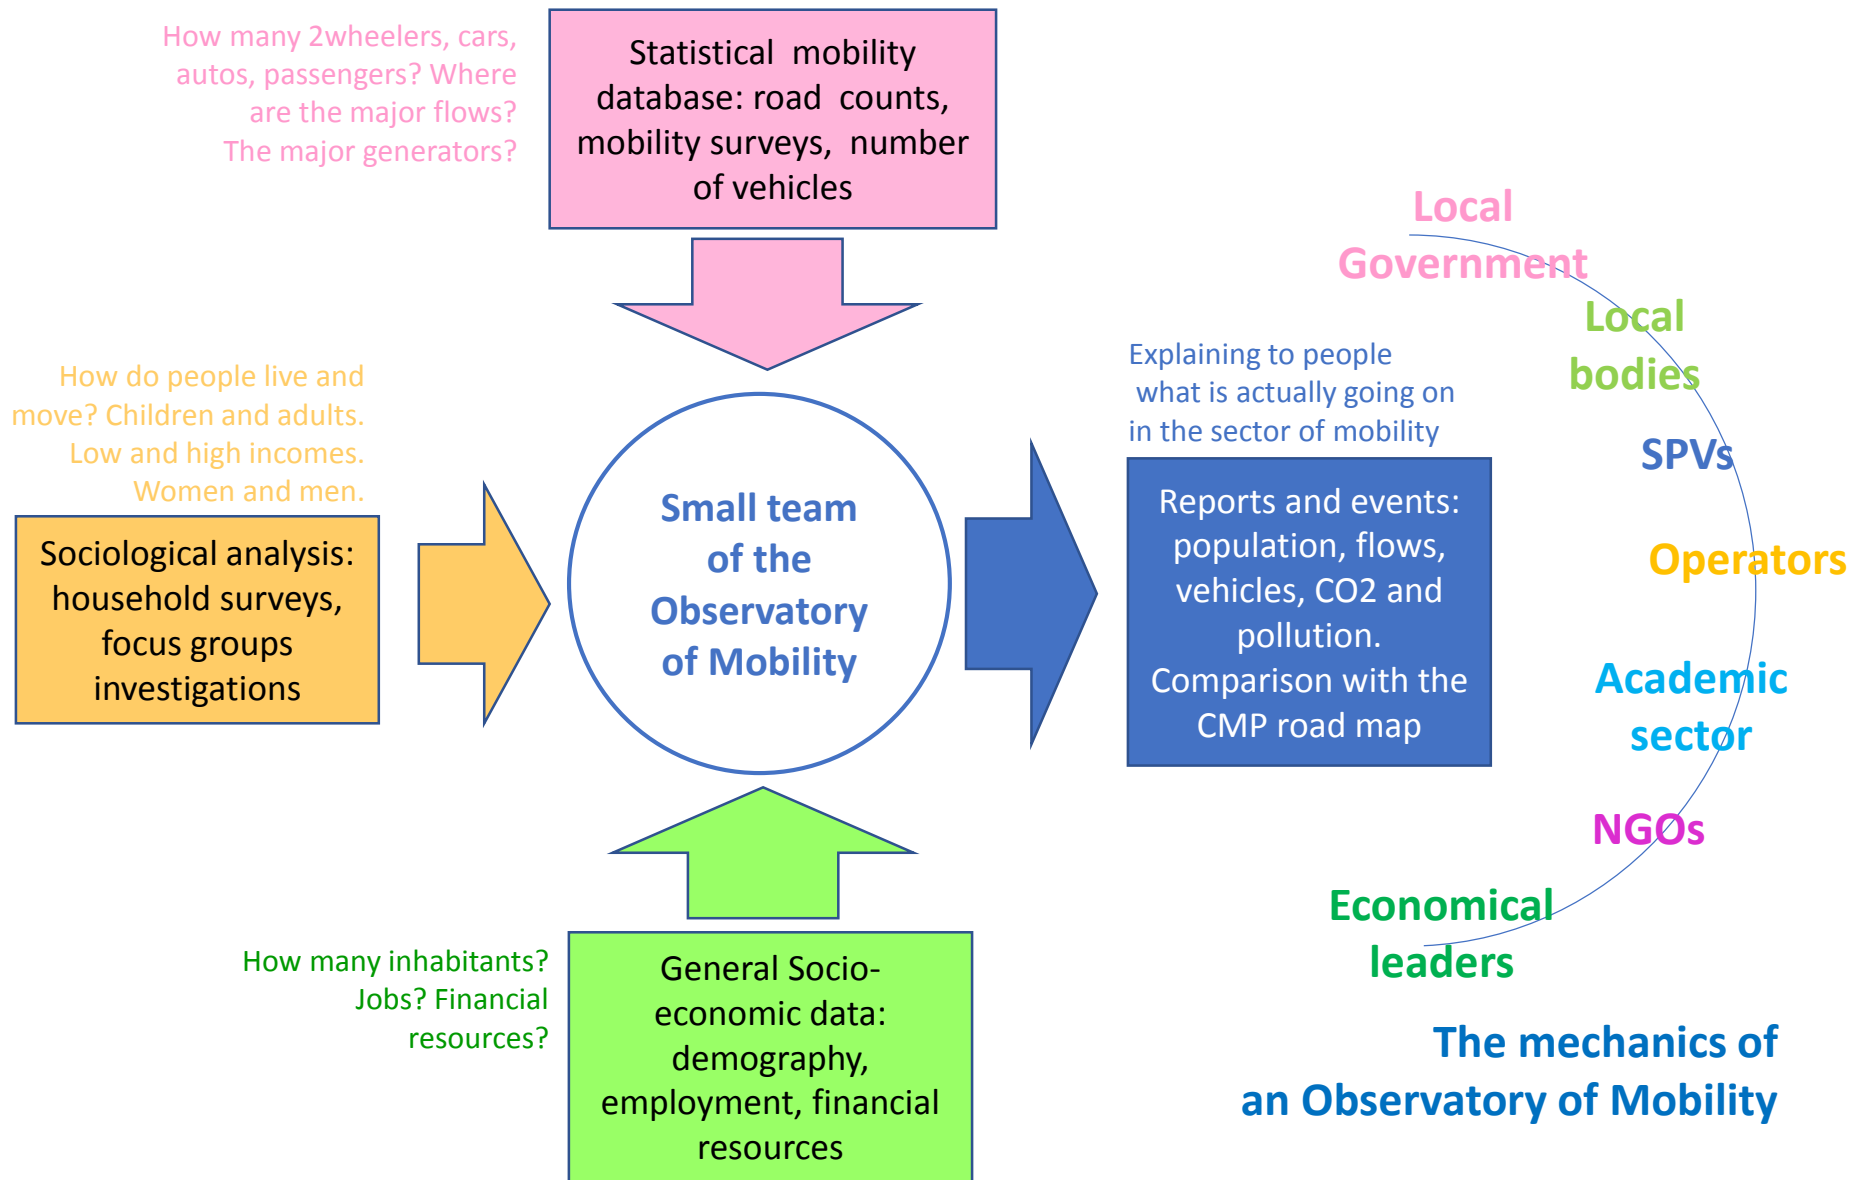 How many 2wheelers, cars,
autos, passengers? Where
are the major flows?
The major generators?
Statistical mobility
database: road counts,
mobility surveys, number
of vehicles
How do people live and
move? Children and adults.
Low and high incomes.
Women and men.
Sociological analysis:
household surveys,
focus groups
investigations
Small team
of the
Observatory
of Mobility
Explaining to people
what is actually going on
in the sector of mobility
Reports and events:
population, flows,
vehicles, CO2 and
pollution.
Comparison with the
CMP road map
How many inhabitants?
Jobs? Financial
resources?
General Socio-
economic data:
demography,
employment, financial
resources
Local
Government
Local
bodies
SPVs
Operators
Academic
sector
NGOs
Economical
leaders
The mechanics of
an Observatory of Mobility